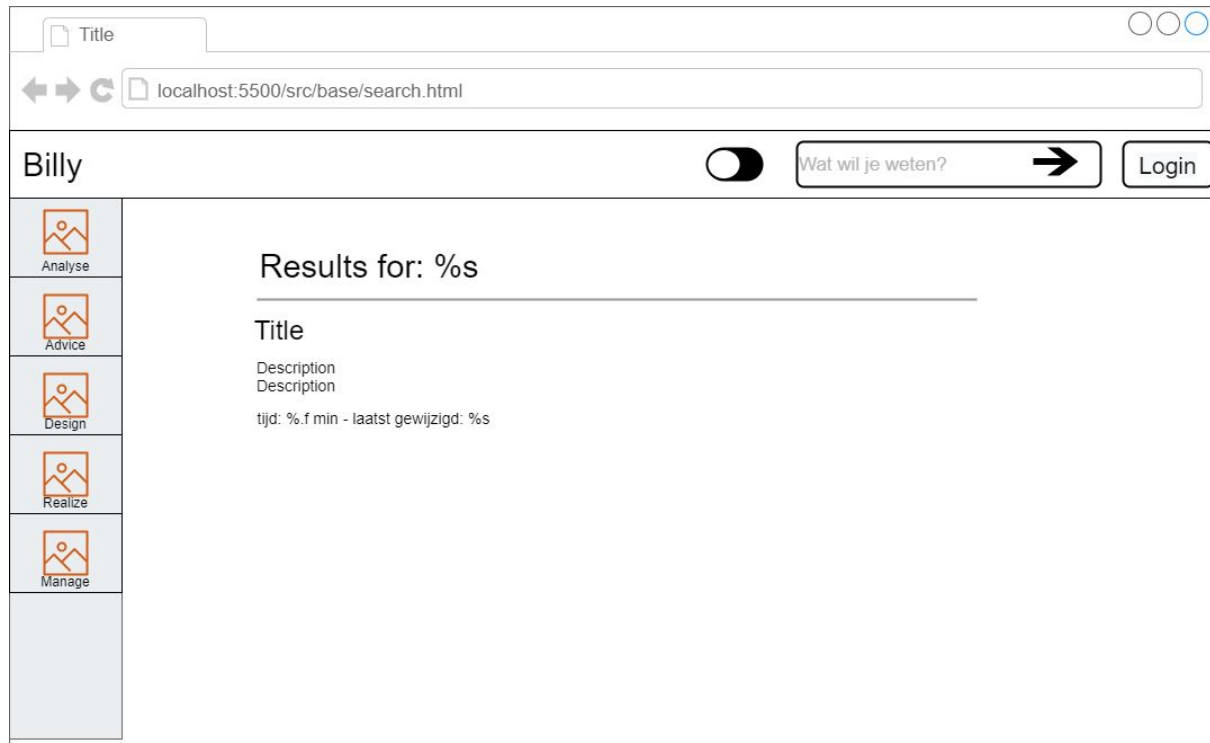 Title
localhost:5500/src/base/search.html
Billy
Wat wil je weten?
Login
Analyse
Advice
Design
Realize
Manage
Results for: %s
Title
Description
Description
tijd: %.f min - laatst gewijzigd: %s